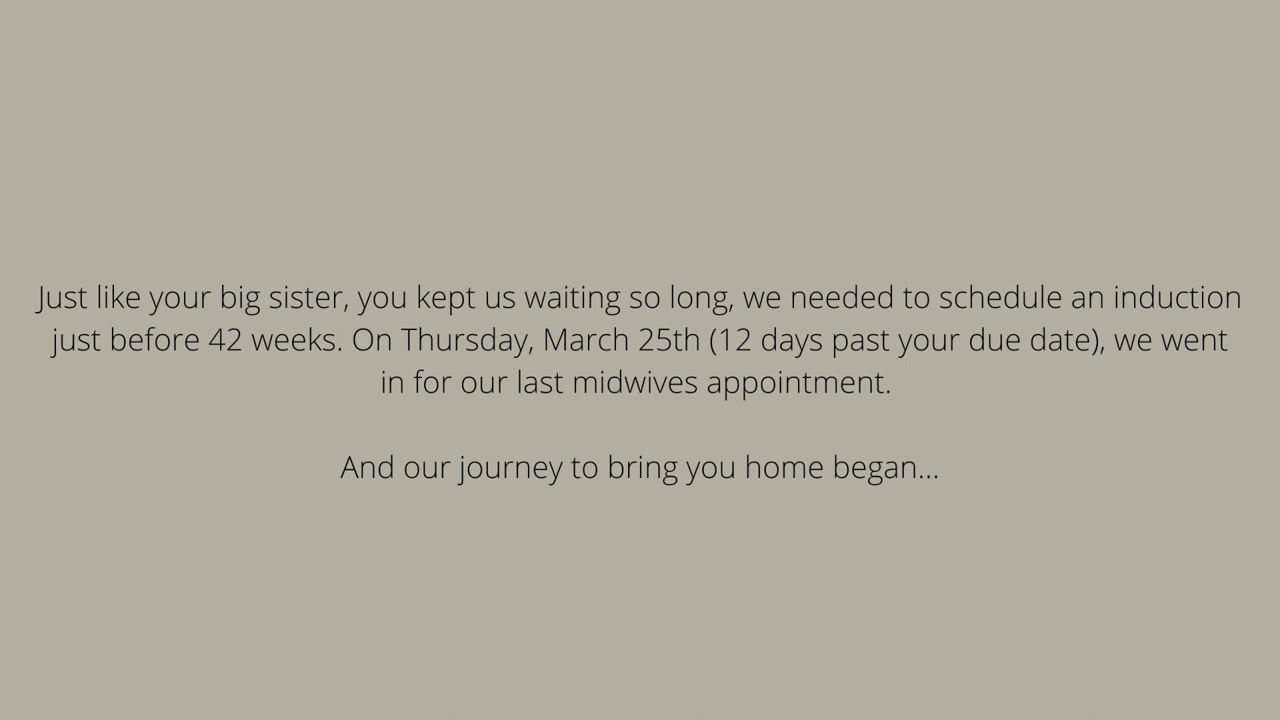 Just like your big sister, you kept us waiting so long, we needed to schedule an induction
just before 42 weeks. On Thursday, March 25th (12 days past your due date), we went
in for our last midwives appointment.
And our journey to bring you home began...